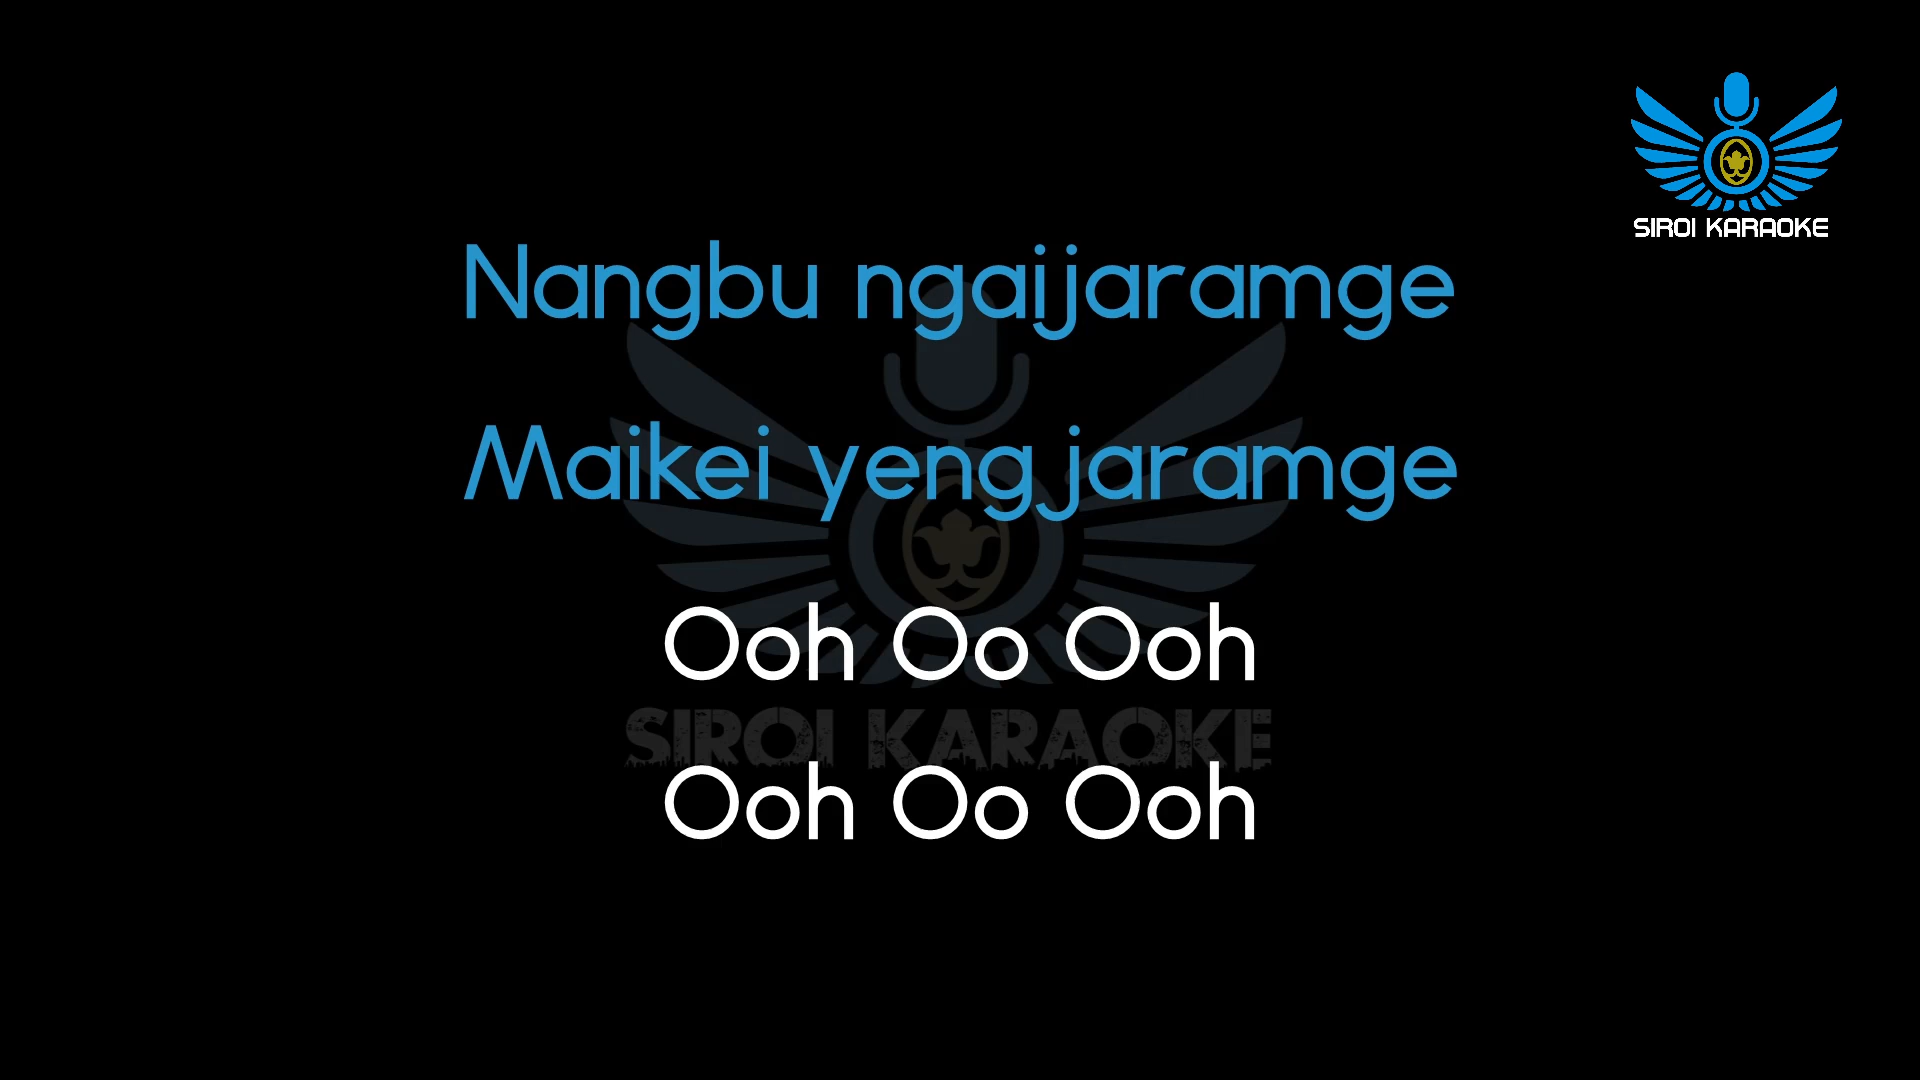 SIROI KARAOKE
Nangbu ngaijaramge
Maikei yengjaramge
Ooh Oo Ooh
SIROI KARAOKE
Ooh Oo Ooh